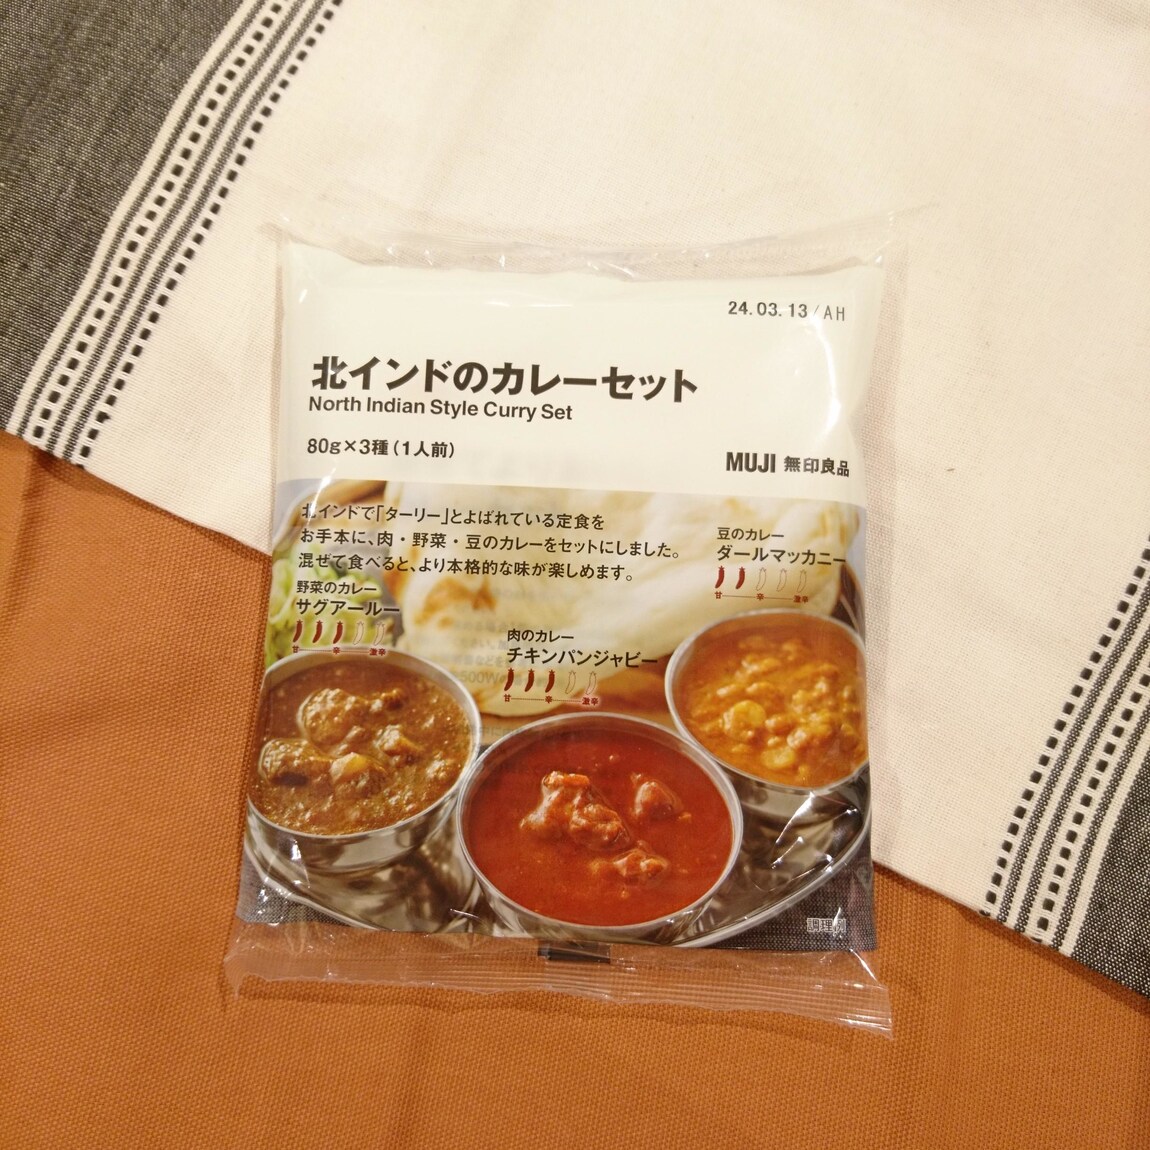 24.03.13/AH
北インドのカレーセット
North Indian Style Curry Set
80g×3種(1人前)
MUJI 無印良品
北インドで「ターリー」とよばれている定食を
お手本に、肉・野菜・豆のカレーをセットにしました。
混ぜて食べると、より本格的な味が楽しめます。
豆のカレー
ダールマッカニー
甘 辛 激辛
野菜のカレー
サグアールー
甘 辛 激辛
肉のカレー
チキンパンジャビー
甘 辛 激辛
500W
調理例